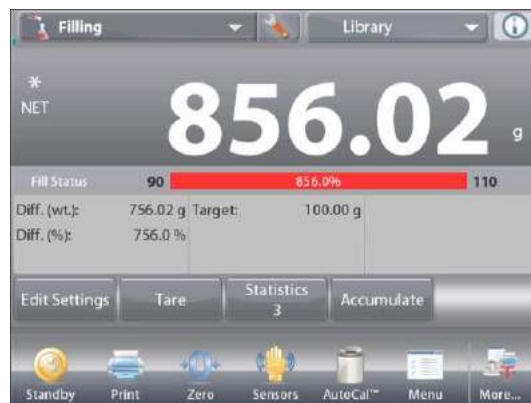 Filling Library
*
NET 856.02 g
Fill Status 90 856.0% 110
Diff. (wt.): 756.02 g Target: 100.00 g
Diff. (%): 756.0 %
Edit Settings Tare Statistics 3 Accumulate
Standby Print Zero Sensors AutoCal™ Menu More...